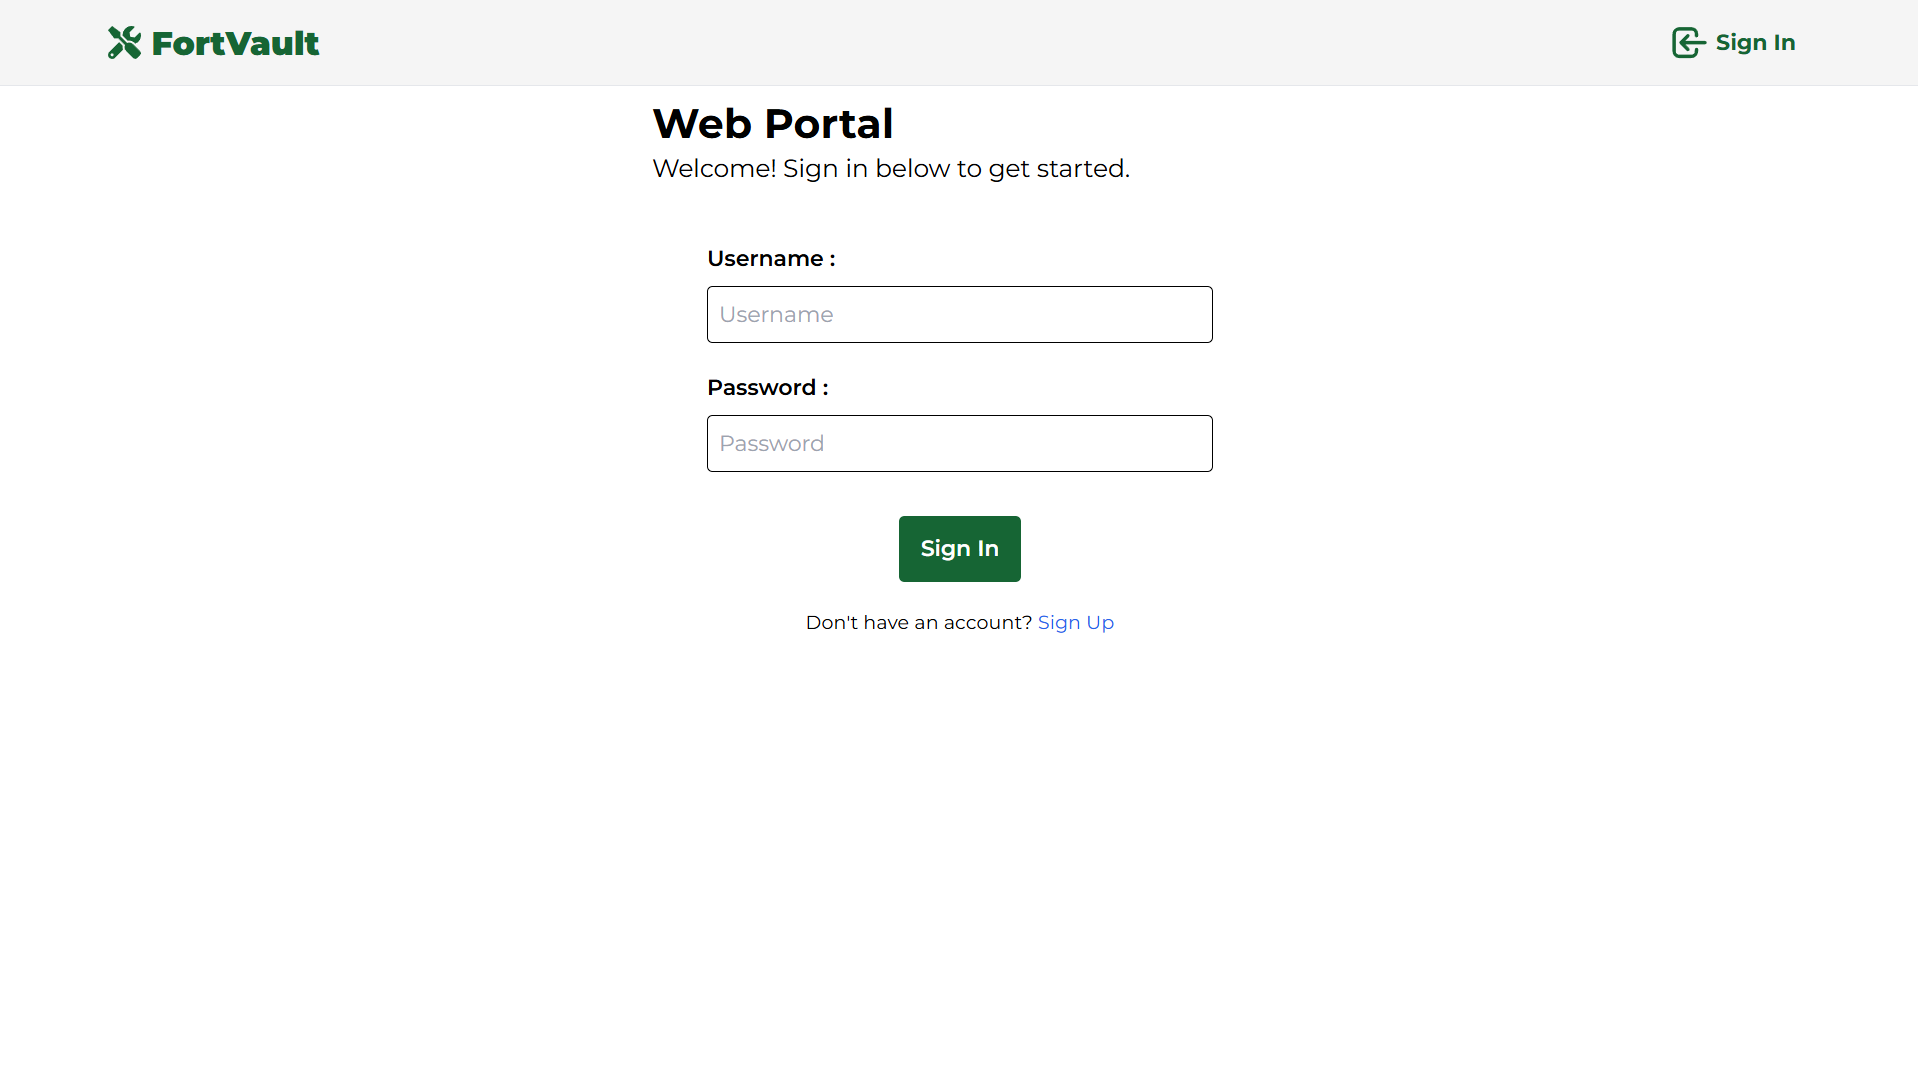 FortVault
Sign In
Web Portal
Welcome! Sign in below to get started.
Username :
Username
Password :
Password
Sign In
Don't have an account? Sign Up